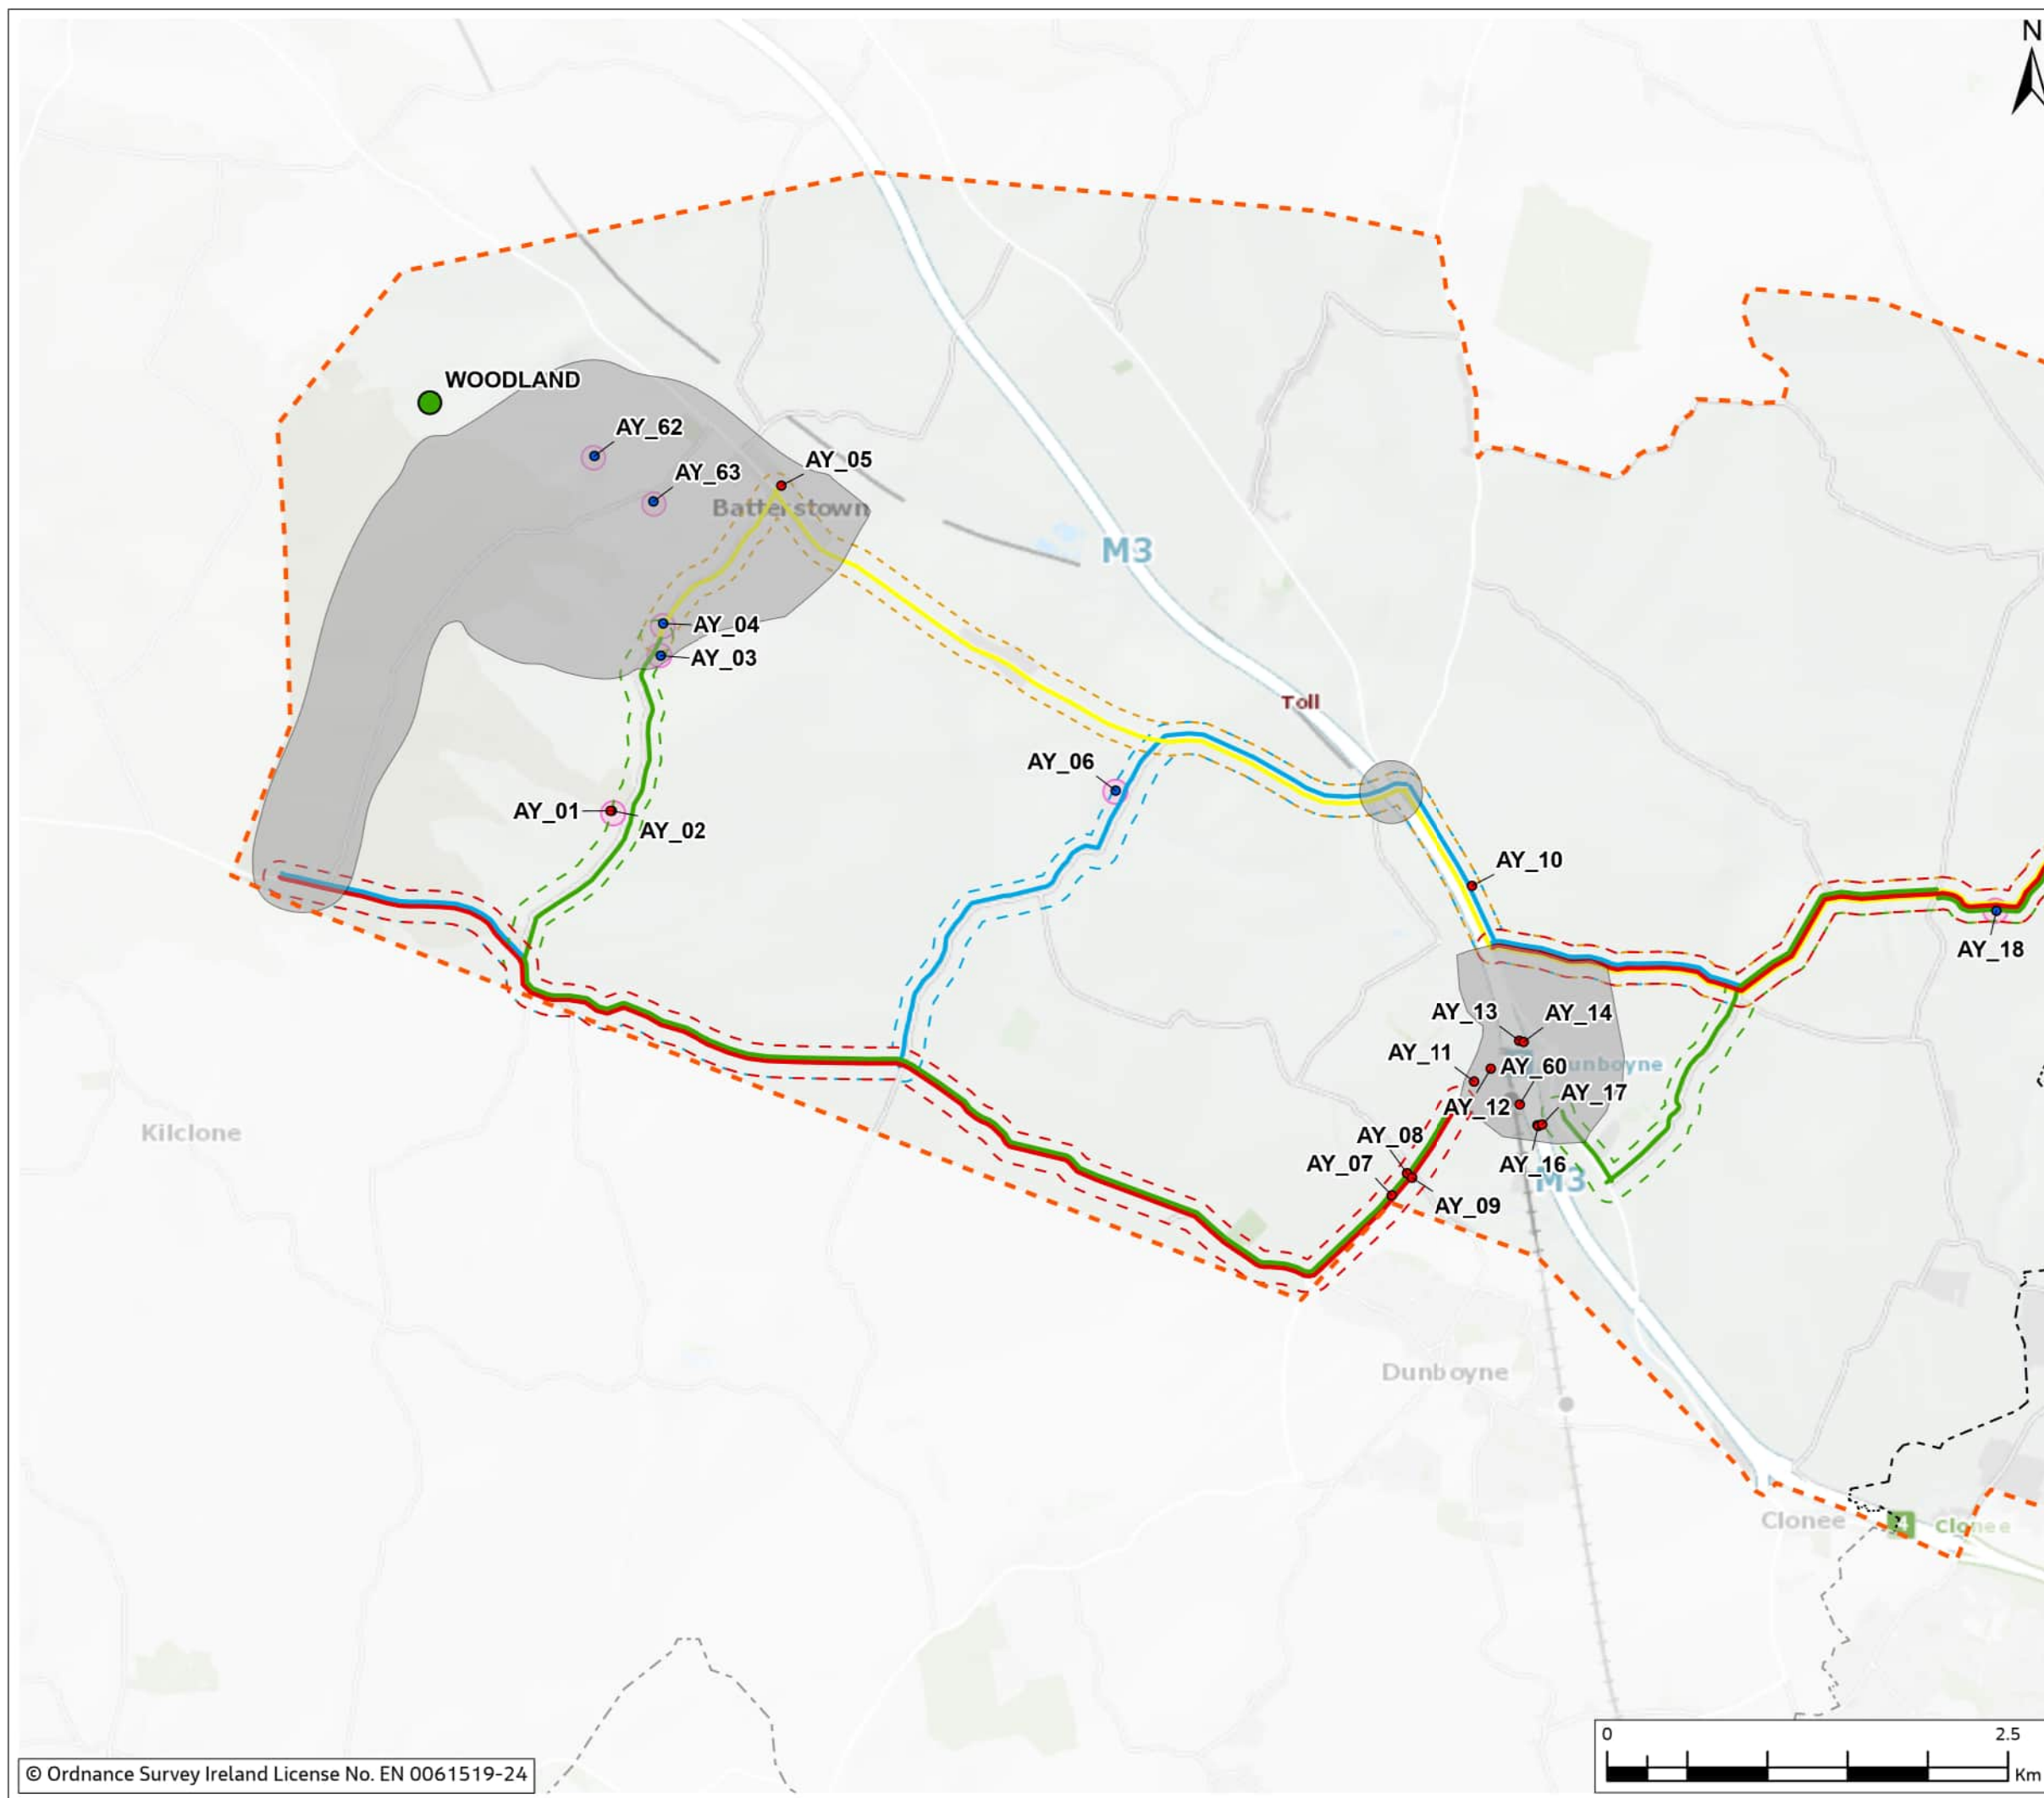 N
WOODLAND
AY_62
AY_63
AY_05
Batterstown
M3
AY_04
AY_03
Toll
AY_06
AY_01
AY_02
AY_10
AY_18
AY_13
AY_14
AY_11
AY_60
unboyne
AY_17
AY_12
Kilclone
AY_08
AY_07
AY_16
M3
AY_09
Dunboyne
Clonee
4
Clonee
0
2.5
Km
© Ordnance Survey Ireland License No. EN 0061519-24